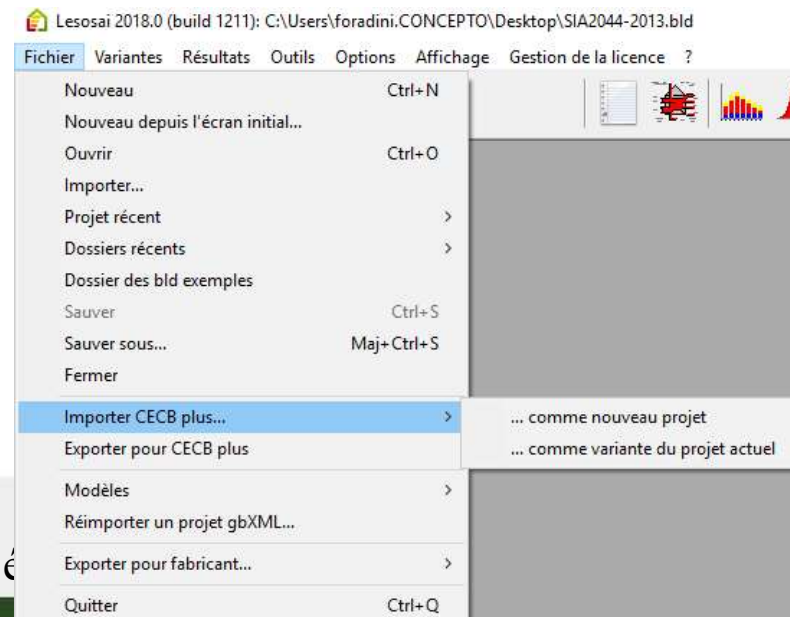 Lesosai 2018.0 (build 1211): C:\Users\foradini.CONCEPTO\Desktop\SIA2044-2013.bld
Fichier Variantes Résultats Outils Options Affichage Gestion de la licence ?
Nouveau Ctrl+N
Nouveau depuis l'écran initial...
Ouvrir Ctrl+O
Importer...
Projet récent >
Dossiers récents >
Dossier des bld exemples
Sauver Ctrl+S
Sauver sous... Maj+Ctrl+S
Fermer
Importer CECB plus... > ... comme nouveau projet
Exporter pour CECB plus ... comme variante du projet actuel
Modèles >
Réimporter un projet gbXML...
Exporter pour fabricant... >
Quitter Ctrl+Q